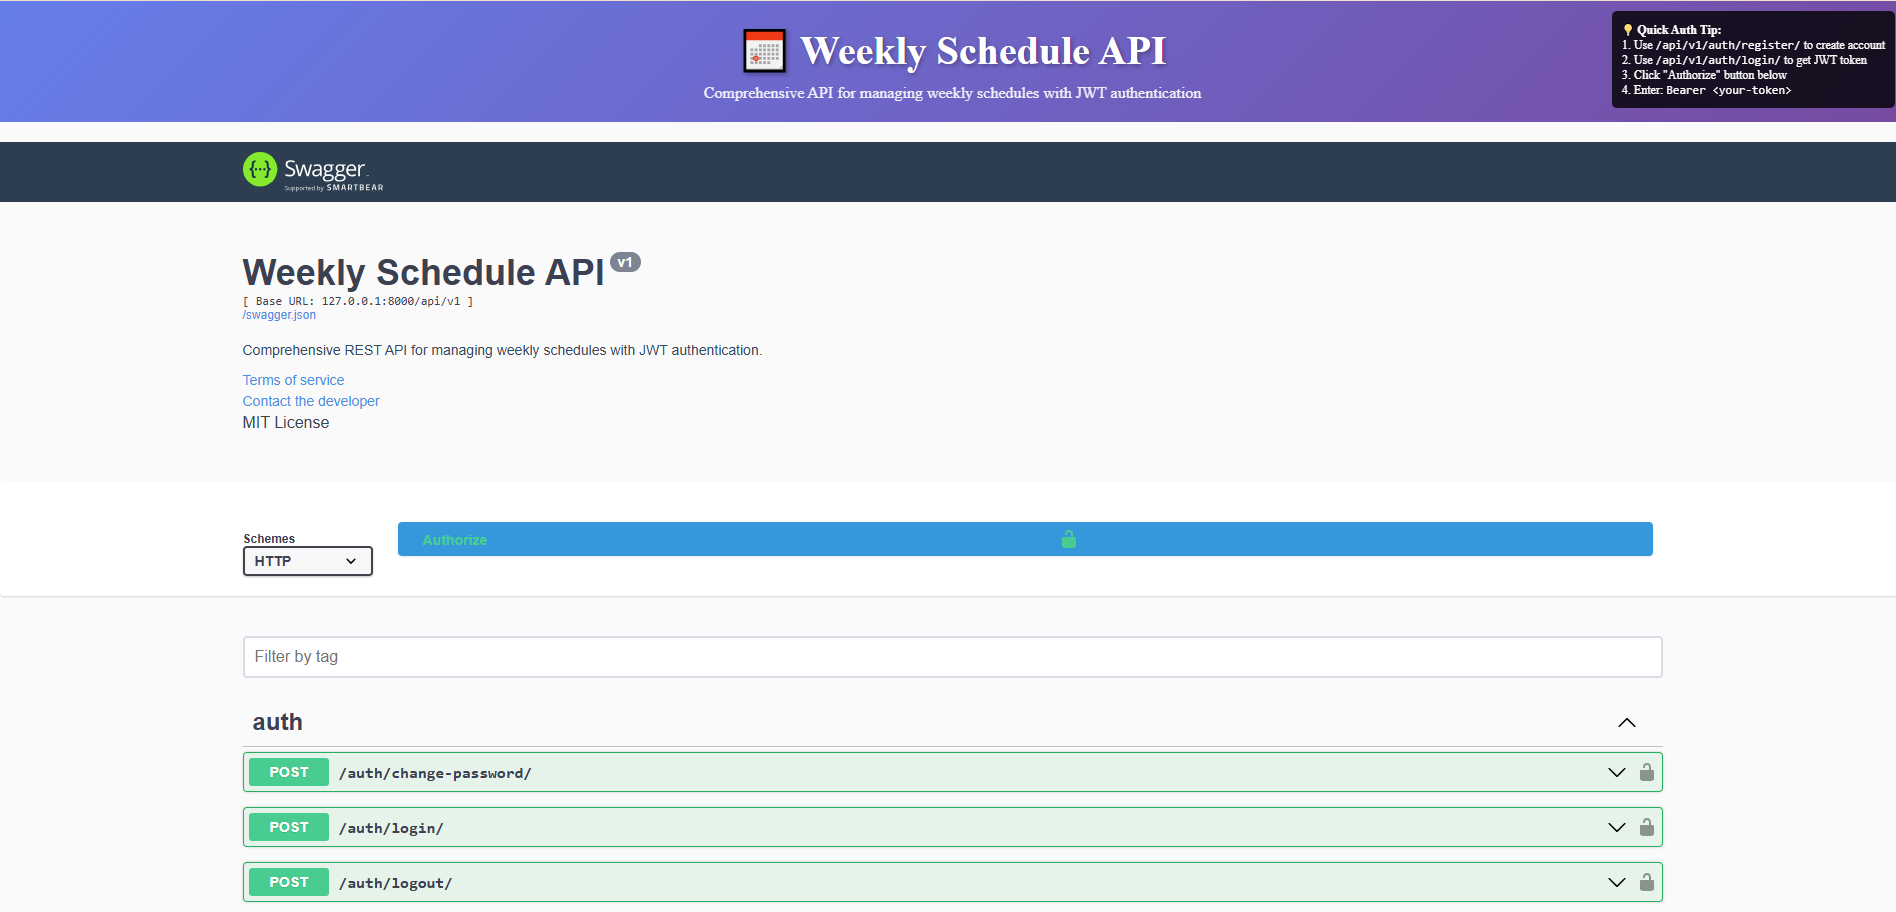 Weekly Schedule API
Comprehensive API for managing weekly schedules with JWT authentication
Quick Auth Tip:
1. Use /api/v1/auth/register/ to create account
2. Use /api/v1/auth/login/ to get JWT token
3. Click "Authorize" button below
4. Enter: Bearer <your-token>
{···} Swagger
Supported by SMARTBEAR
Weekly Schedule API v1
[ Base URL: 127.0.0.1:8000/api/v1 ]
/swagger.json
Comprehensive REST API for managing weekly schedules with JWT authentication.
Terms of service
Contact the developer
MIT License
Schemes
HTTP
Authorize
Filter by tag
auth
POST /auth/change-password/
POST /auth/login/
POST /auth/logout/